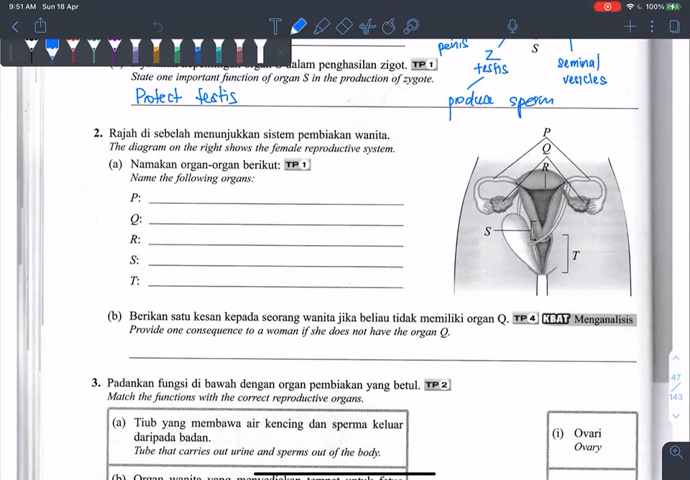 9:51 AM Sun 18 Apr
100%
penis
S
dalam penghasilan zigot. TP 1
State one important function of organ S in the production of zygote.
Z
testis
seminal
vesicles
Protect testis
produce sperm
2. Rajah di sebelah menunjukkan sistem pembiakan wanita.
The diagram on the right shows the female reproductive system.
(a) Namakan organ-organ berikut: TP 1
Name the following organs:
P:
Q:
R:
S:
T:
P
Q
R
S
T
(b) Berikan satu kesan kepada seorang wanita jika beliau tidak memiliki organ Q. TP 4 KBAT Menganalisis
Provide one consequence to a woman if she does not have the organ Q.
3. Padankan fungsi di bawah dengan organ pembiakan yang betul. TP 2
Match the functions with the correct reproductive organs.
(a) Tiub yang membawa air kencing dan sperma keluar
daripada badan.
Tube that carries out urine and sperms out of the body.
(i) Ovari
Ovary
47
143
(b) Organ wanita yang menyediakan tempat untuk